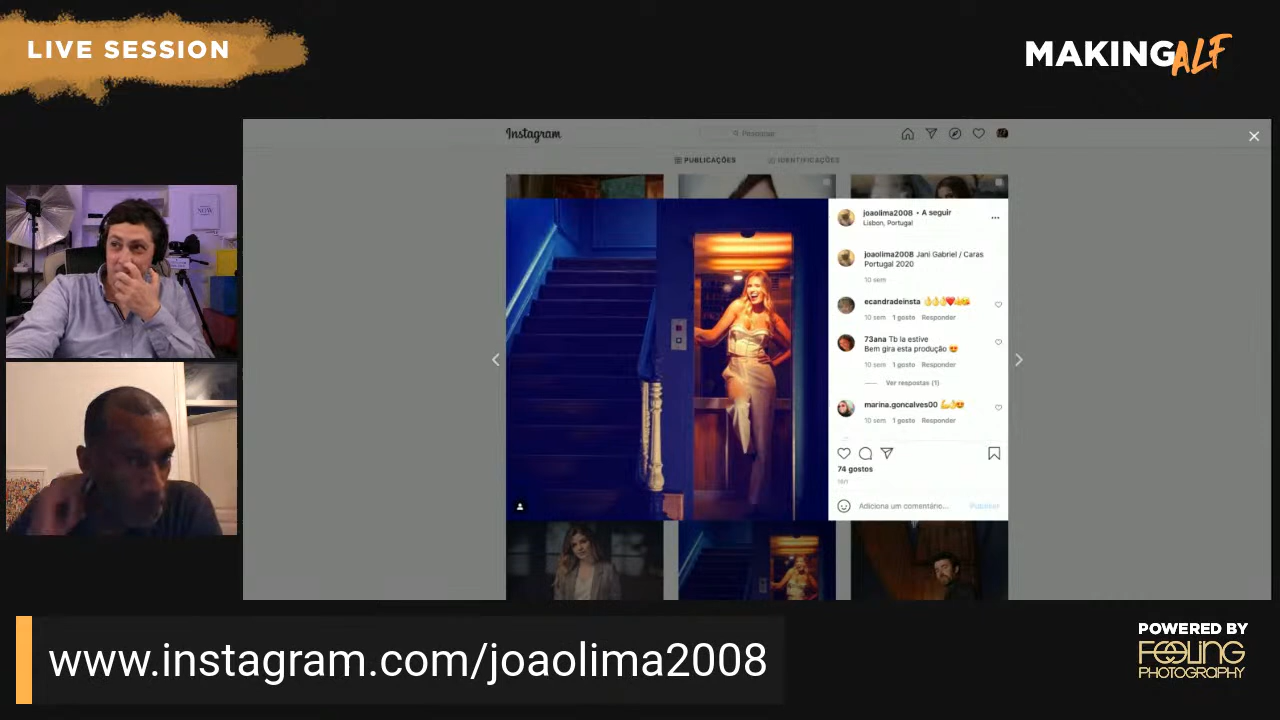 LIVE SESSION
MAKINGALF
Instagram
Pesquisar
PUBLICAÇÕES
IDENTIFICAÇÕES
joaolima2008 • A seguir
Lisbon, Portugal
joaolima2008 Jani Gabriel / Caras
Portugal 2020
10 sem
ecandradeinsta 👌👌👌❤️👍😘
10 sem 1 gosto Responder
73ana Tb la estive
Bem gira esta produção 😍
10 sem 1 gosto Responder
Ver respostas (1)
marina.goncalves00 💪👌😍
10 sem 1 gosto Responder
74 gostos
Adiciona um comentário...
Publicar
NOW
www.instagram.com/joaolima2008
POWERED BY
FEELING
PHOTOGRAPHY